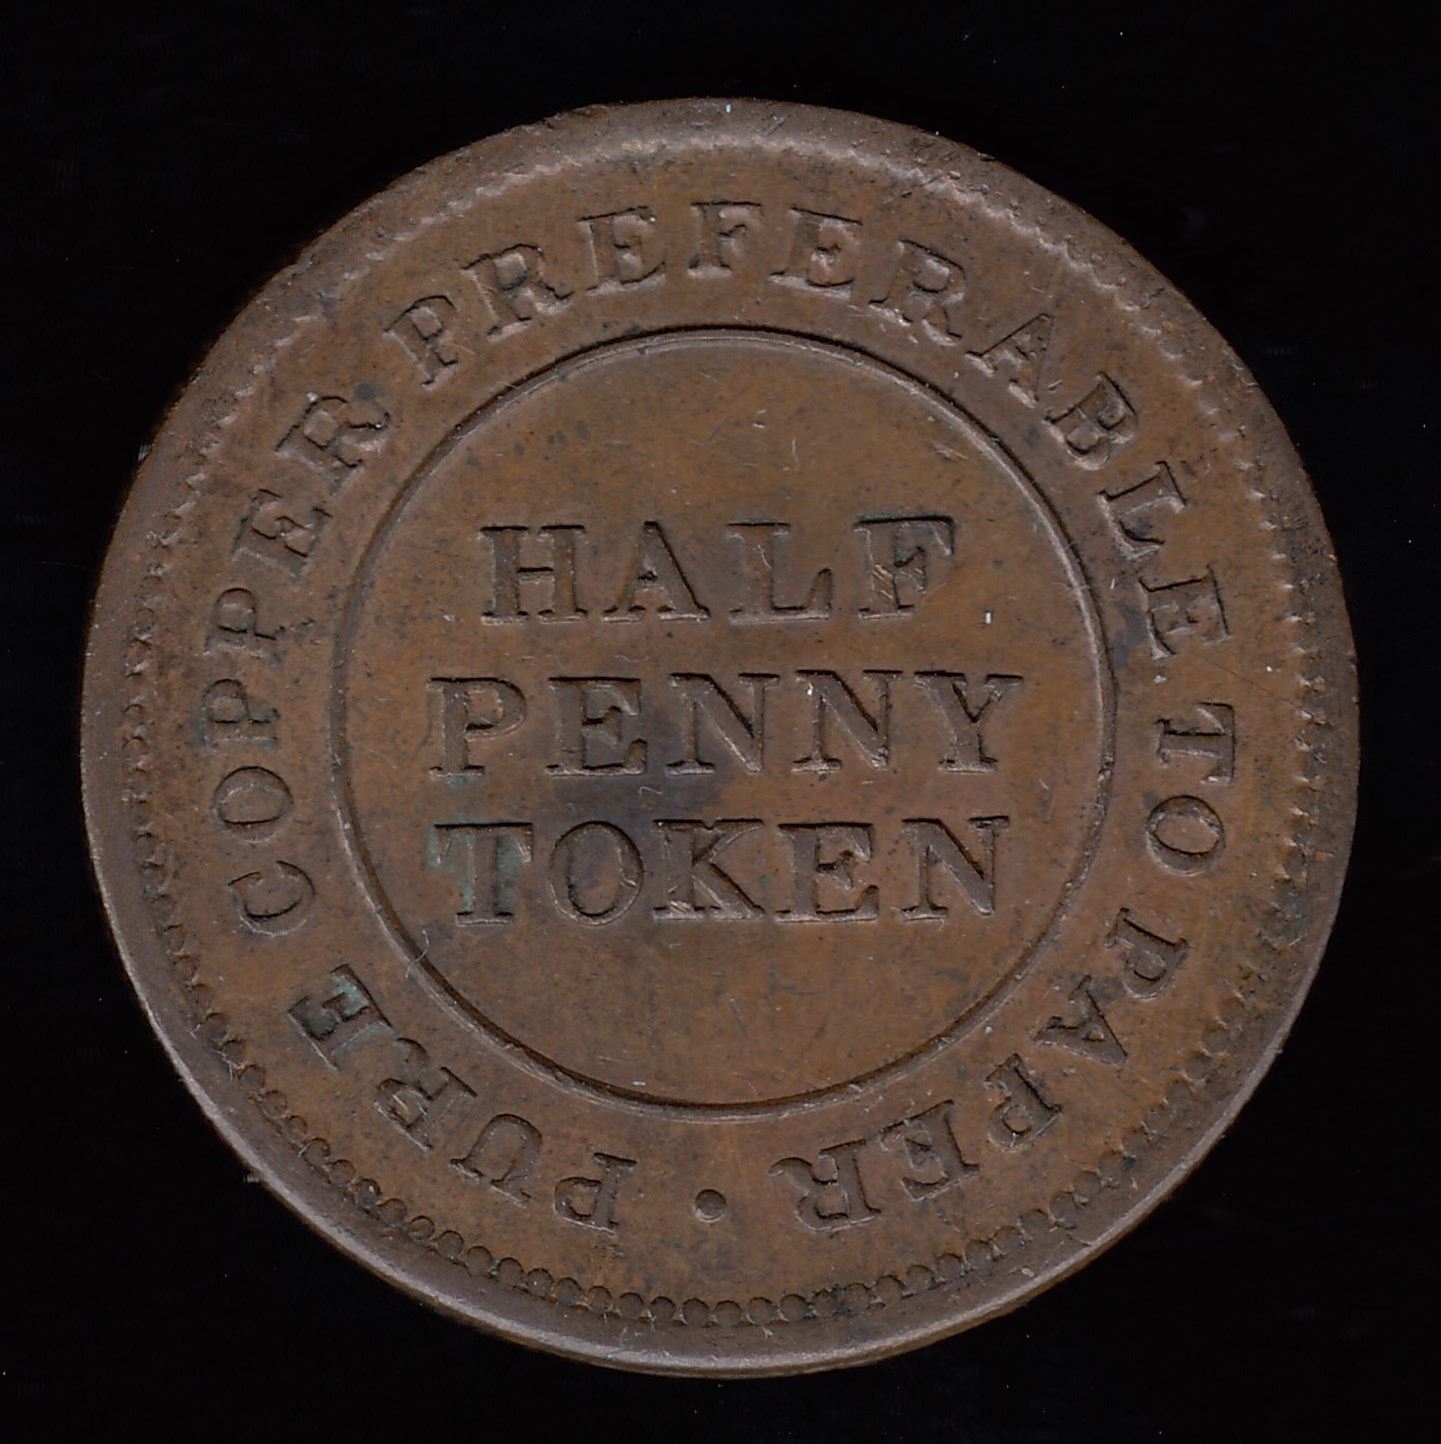 PURE COPPER PREFERABLE TO PAPER •
HALF
PENNY
TOKEN